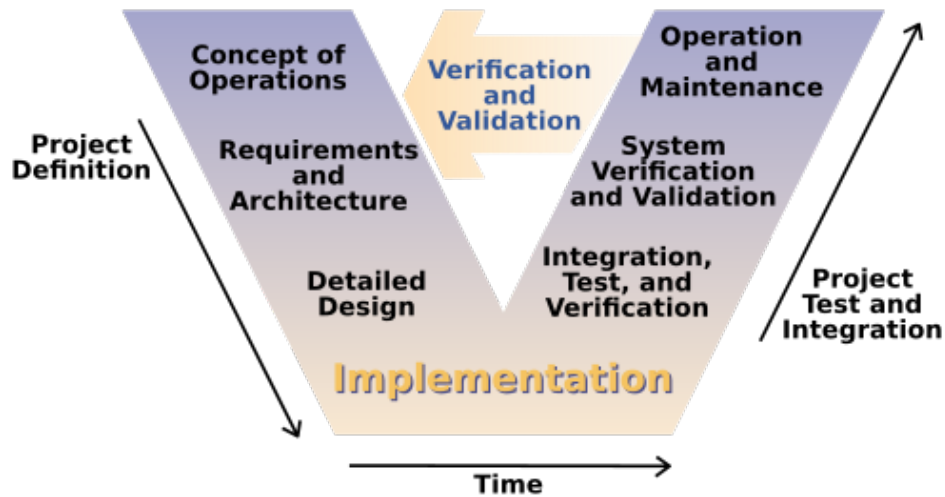 Concept of
Operations
Verification
and
Validation
Operation
and
Maintenance
Project
Definition
Requirements
and
Architecture
System
Verification
and Validation
Detailed
Design
Integration,
Test, and
Verification
Project
Test and
Integration
Implementation
Time